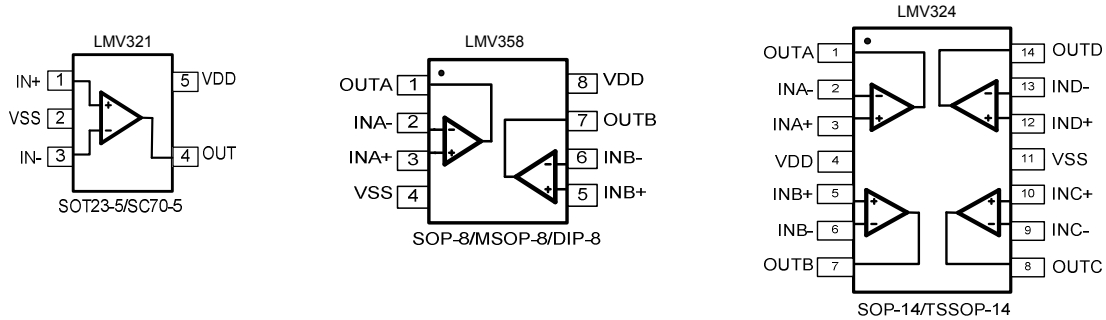 LMV321
IN+ 1
5 VDD
VSS 2
IN- 3
4 OUT
+
-
SOT23-5/SC70-5
LMV358
OUTA 1
8 VDD
INA- 2
7 OUTB
INA+ 3
6 INB-
VSS 4
5 INB+
-
+
-
+
SOP-8/MSOP-8/DIP-8
LMV324
OUTA 1
14 OUTD
INA- 2
13 IND-
INA+ 3
12 IND+
VDD 4
11 VSS
INB+ 5
10 INC+
INB- 6
9 INC-
OUTB 7
8 OUTC
-
+
-
+
+
-
+
-
SOP-14/TSSOP-14